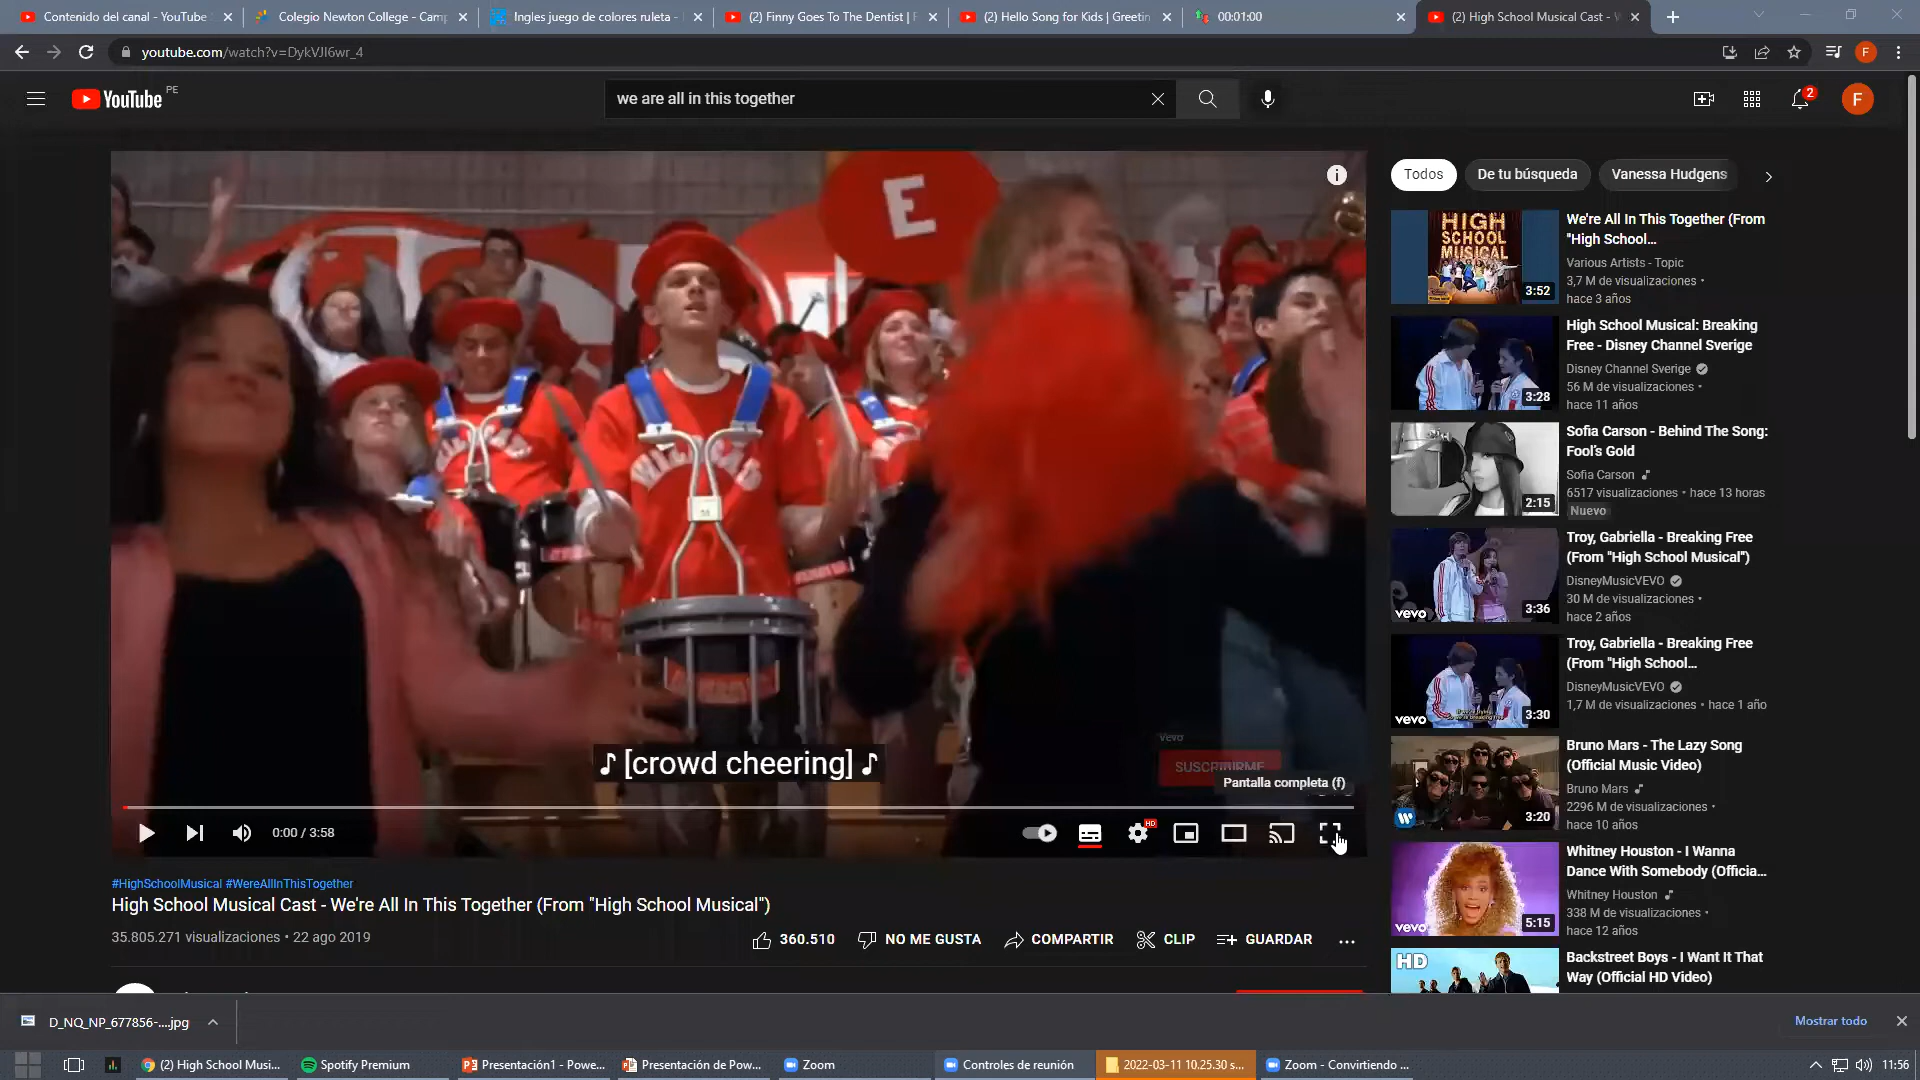 Contenido del canal - YouTube
Colegio Newton College - Cam
Ingles juego de colores ruleta -
(2) Finny Goes To The Dentist | F
(2) Hello Song for Kids | Greetin
00:01:00
(2) High School Musical Cast -
youtube.com/watch?v=DykVJI6wr_4
YouTube PE
we are all in this together
2
F
E
Todos
De tu búsqueda
Vanessa Hudgens
We're All In This Together (From "High School...
Various Artists - Topic
3,7 M de visualizaciones •
hace 3 años
3:52
HIGH SCHOOL MUSICAL
High School Musical: Breaking Free - Disney Channel Sverige
Disney Channel Sverige
56 M de visualizaciones •
hace 11 años
3:28
Sofia Carson - Behind The Song: Fool's Gold
Sofia Carson
6517 visualizaciones • hace 13 horas
Nuevo
2:15
Troy, Gabriella - Breaking Free (From "High School Musical")
DisneyMusicVEVO
30 M de visualizaciones •
hace 2 años
vevo
3:36
Troy, Gabriella - Breaking Free (From "High School...
DisneyMusicVEVO
1,7 M de visualizaciones • hace 1 año
vevo
3:30
Bruno Mars - The Lazy Song (Official Music Video)
Bruno Mars
2296 M de visualizaciones •
hace 10 años
3:20
Whitney Houston - I Wanna Dance With Somebody (Officia...
Whitney Houston
338 M de visualizaciones •
hace 12 años
vevo
5:15
Backstreet Boys - I Want It That Way (Official HD Video)
HD
♪ [crowd cheering] ♪
Vevo
SUSCRIBIRME
Pantalla completa (f)
0:00 / 3:58
HD
#HighSchoolMusical #WereAllInThisTogether
High School Musical Cast - We're All In This Together (From "High School Musical")
35.805.271 visualizaciones • 22 ago 2019
360.510
NO ME GUSTA
COMPARTIR
CLIP
GUARDAR
D_NQ_NP_677856-....jpg
Mostrar todo
(2) High School Musi...
Spotify Premium
Presentación1 - Powe...
Presentación de Pow...
Zoom
Controles de reunión
2022-03-11 10.25.30 s...
Zoom - Convirtiendo ...
11:56